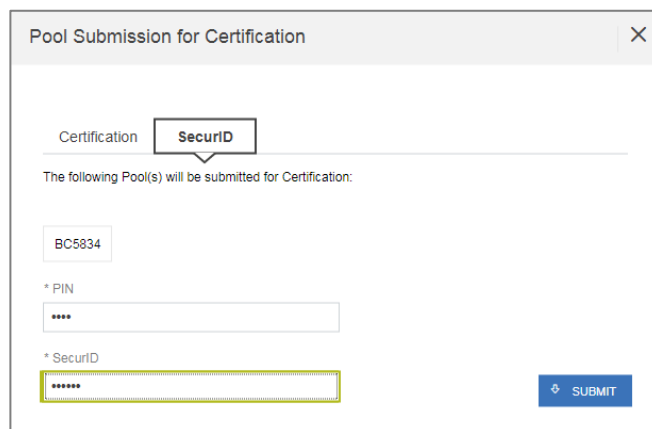 Pool Submission for Certification
Certification SecurID
The following Pool(s) will be submitted for Certification:
BC5834
* PIN
••••
* SecurID
••••••
SUBMIT